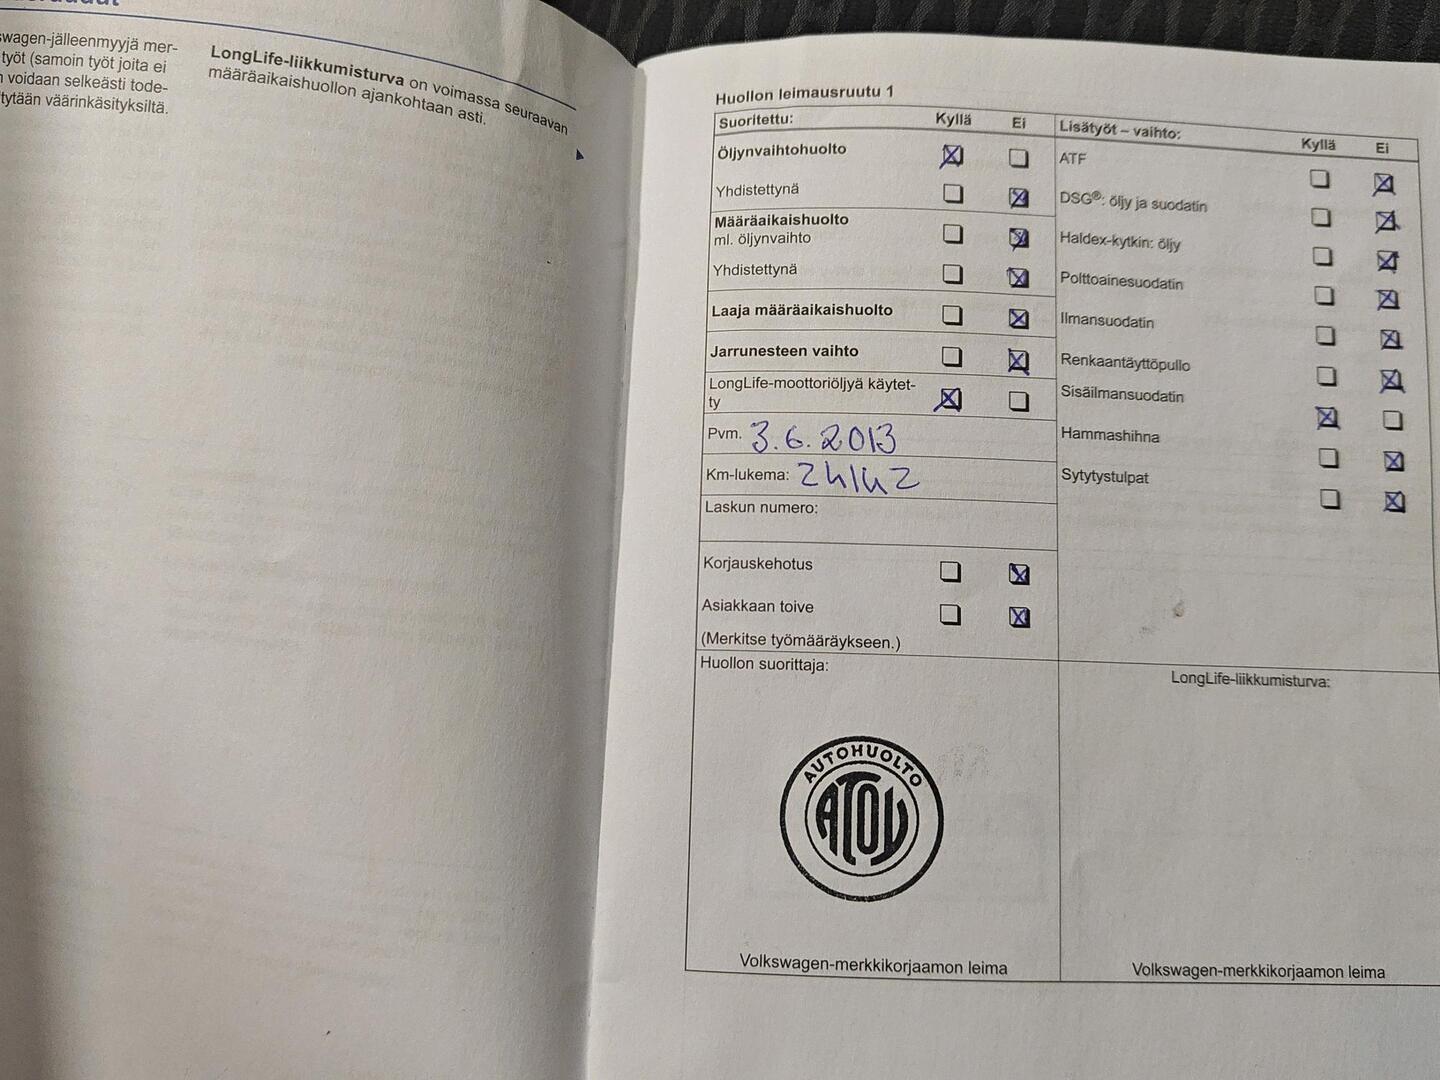 swagen-jälleenmyyjä mer-
työt (samoin työt joita ei
voidaan selkeästi tode-
tytään väärinkäsityksiltä.
LongLife-liikkumisturva on voimassa seuraavan
määräaikaishuollon ajankohtaan asti.
Huollon leimausruutu 1
Suoritettu: Kyllä Ei
Öljynvaihtohuolto
Yhdistettynä
Määräaikaishuolto
ml. öljynvaihto
Yhdistettynä
Laaja määräaikaishuolto
Jarrunesteen vaihto
LongLife-moottoriöljyä käytet-
ty
Pvm. 3.6.2013
Km-lukema: 24142
Laskun numero:
Korjauskehotus
Asiakkaan toive
(Merkitse työmääräykseen.)
Huollon suorittaja:
AUTOHUOLTO
ATOY
Volkswagen-merkkikorjaamon leima
Lisätyöt – vaihto: Kyllä Ei
ATF
DSG®: öljy ja suodatin
Haldex-kytkin: öljy
Polttoainesuodatin
Ilmansuodatin
Renkaantäyttöpullo
Sisäilmansuodatin
Hammashihna
Sytytystulpat
LongLife-liikkumisturva:
Volkswagen-merkkikorjaamon leima